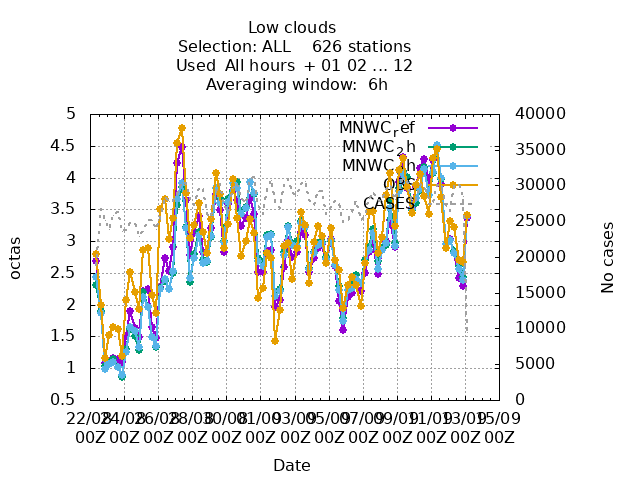 Low clouds
Selection: ALL 626 stations
Used All hours + 01 02 ... 12
Averaging window: 6h
5
4.5
4
3.5
3
2.5
2
1.5
1
0.5
40000
35000
30000
25000
20000
15000
10000
5000
0
octas
No cases
MNWCref
MNWC2h
OBS
CASES
22/08 24/08 26/08 28/08 30/08 01/09 03/09 05/09 07/09 09/09 11/09 13/09 15/09
00Z 00Z 00Z 00Z 00Z 00Z 00Z 00Z 00Z 00Z 00Z 00Z 00Z
Date